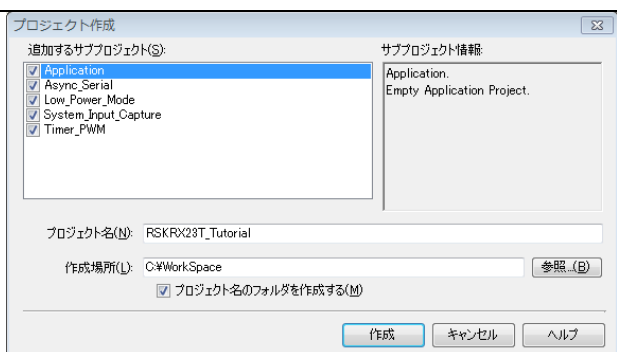 プロジェクト作成
追加するサブプロジェクト(S):
Application
Async_Serial
Low_Power_Mode
System_Input_Capture
Timer_PWM
サブプロジェクト情報:
Application.
Empty Application Project.
プロジェクト名(N): RSKRX23T_Tutorial
作成場所(L): C:¥WorkSpace 参照...(B)
プロジェクト名のフォルダを作成する(M)
作成 キャンセル ヘルプ